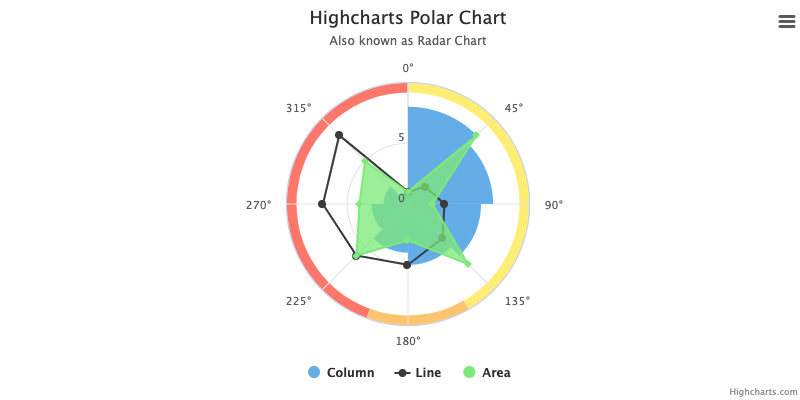 Highcharts Polar Chart
Also known as Radar Chart
0°
315°
45°
5
0
270°
90°
225°
135°
180°
Column
Line
Area
Highcharts.com